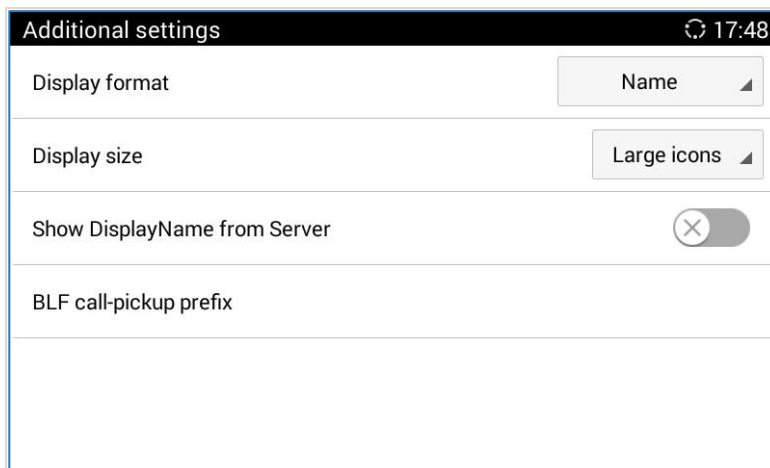 Additional settings 17:48
Display format Name
Display size Large icons
Show DisplayName from Server
BLF call-pickup prefix